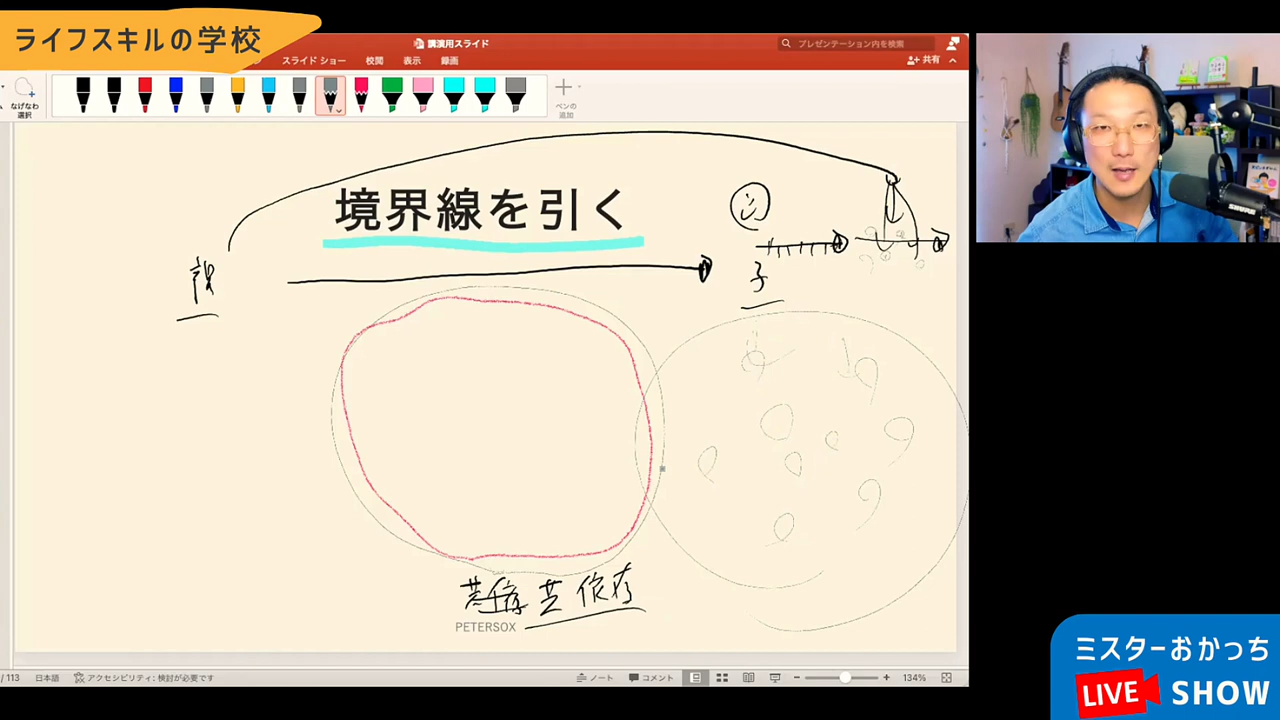 ライフスキルの学校
講演用スライド
プレゼンテーション内を検索
スライド ショー 校閲 表示 録画
共有
なげなわ
選択
ペンの
追加
境界線を引く
子
依存
PETERSOX
/ 113 日本語 アクセシビリティ: 検討が必要です ノート コメント 134%
ミスターおかっち
LIVE SHOW
SHURE